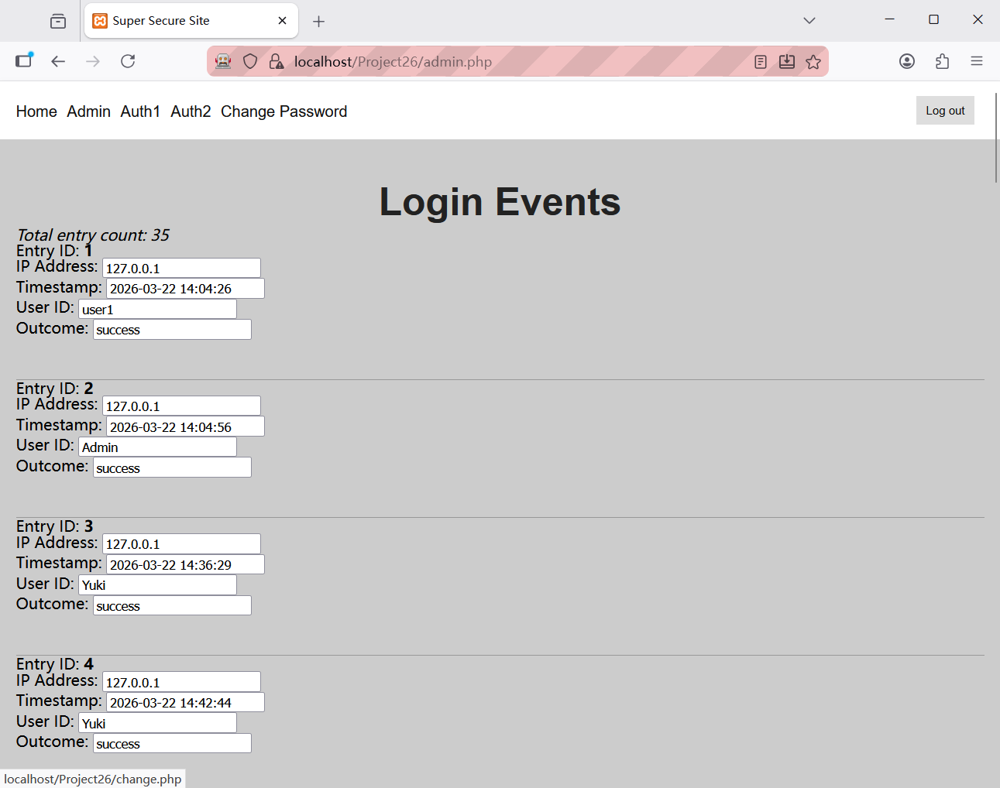 Super Secure Site
localhost/Project26/admin.php
Home Admin Auth1 Auth2 Change Password
Log out
Login Events
Total entry count: 35
Entry ID: 1
IP Address: 127.0.0.1
Timestamp: 2026-03-22 14:04:26
User ID: user1
Outcome: success
Entry ID: 2
IP Address: 127.0.0.1
Timestamp: 2026-03-22 14:04:56
User ID: Admin
Outcome: success
Entry ID: 3
IP Address: 127.0.0.1
Timestamp: 2026-03-22 14:36:29
User ID: Yuki
Outcome: success
Entry ID: 4
IP Address: 127.0.0.1
Timestamp: 2026-03-22 14:42:44
User ID: Yuki
Outcome: success
localhost/Project26/change.php